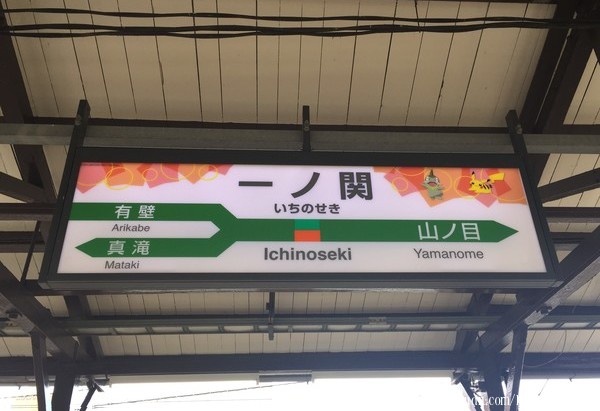 一ノ関
いちのせき
Ichinoseki
有壁
Arikabe
真滝
Mataki
山ノ目
Yamanome